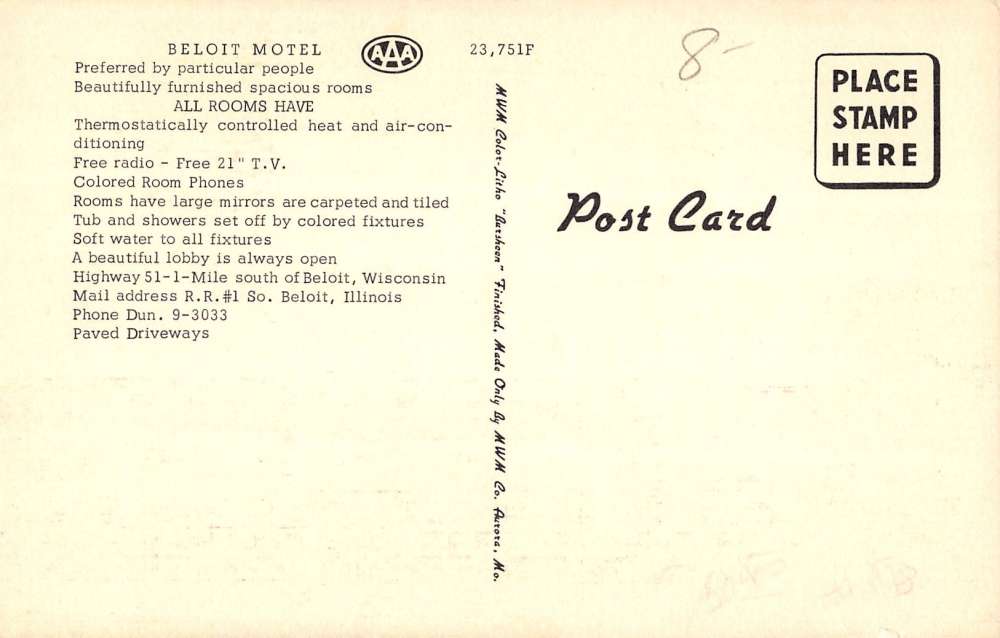 BELOIT MOTEL
Preferred by particular people
Beautifully furnished spacious rooms
ALL ROOMS HAVE
Thermostatically controlled heat and air-con-
ditioning
Free radio - Free 21" T.V.
Colored Room Phones
Rooms have large mirrors are carpeted and tiled
Tub and showers set off by colored fixtures
Soft water to all fixtures
A beautiful lobby is always open
Highway 51-1-Mile south of Beloit, Wisconsin
Mail address R.R.#1 So. Beloit, Illinois
Phone Dun. 9-3033
Paved Driveways
AAA
23,751F
MWM Color-Litho "Bursheen" Finished, Made Only By MWM Co. Aurora, Mo.
8-
PLACE
STAMP
HERE
Post Card